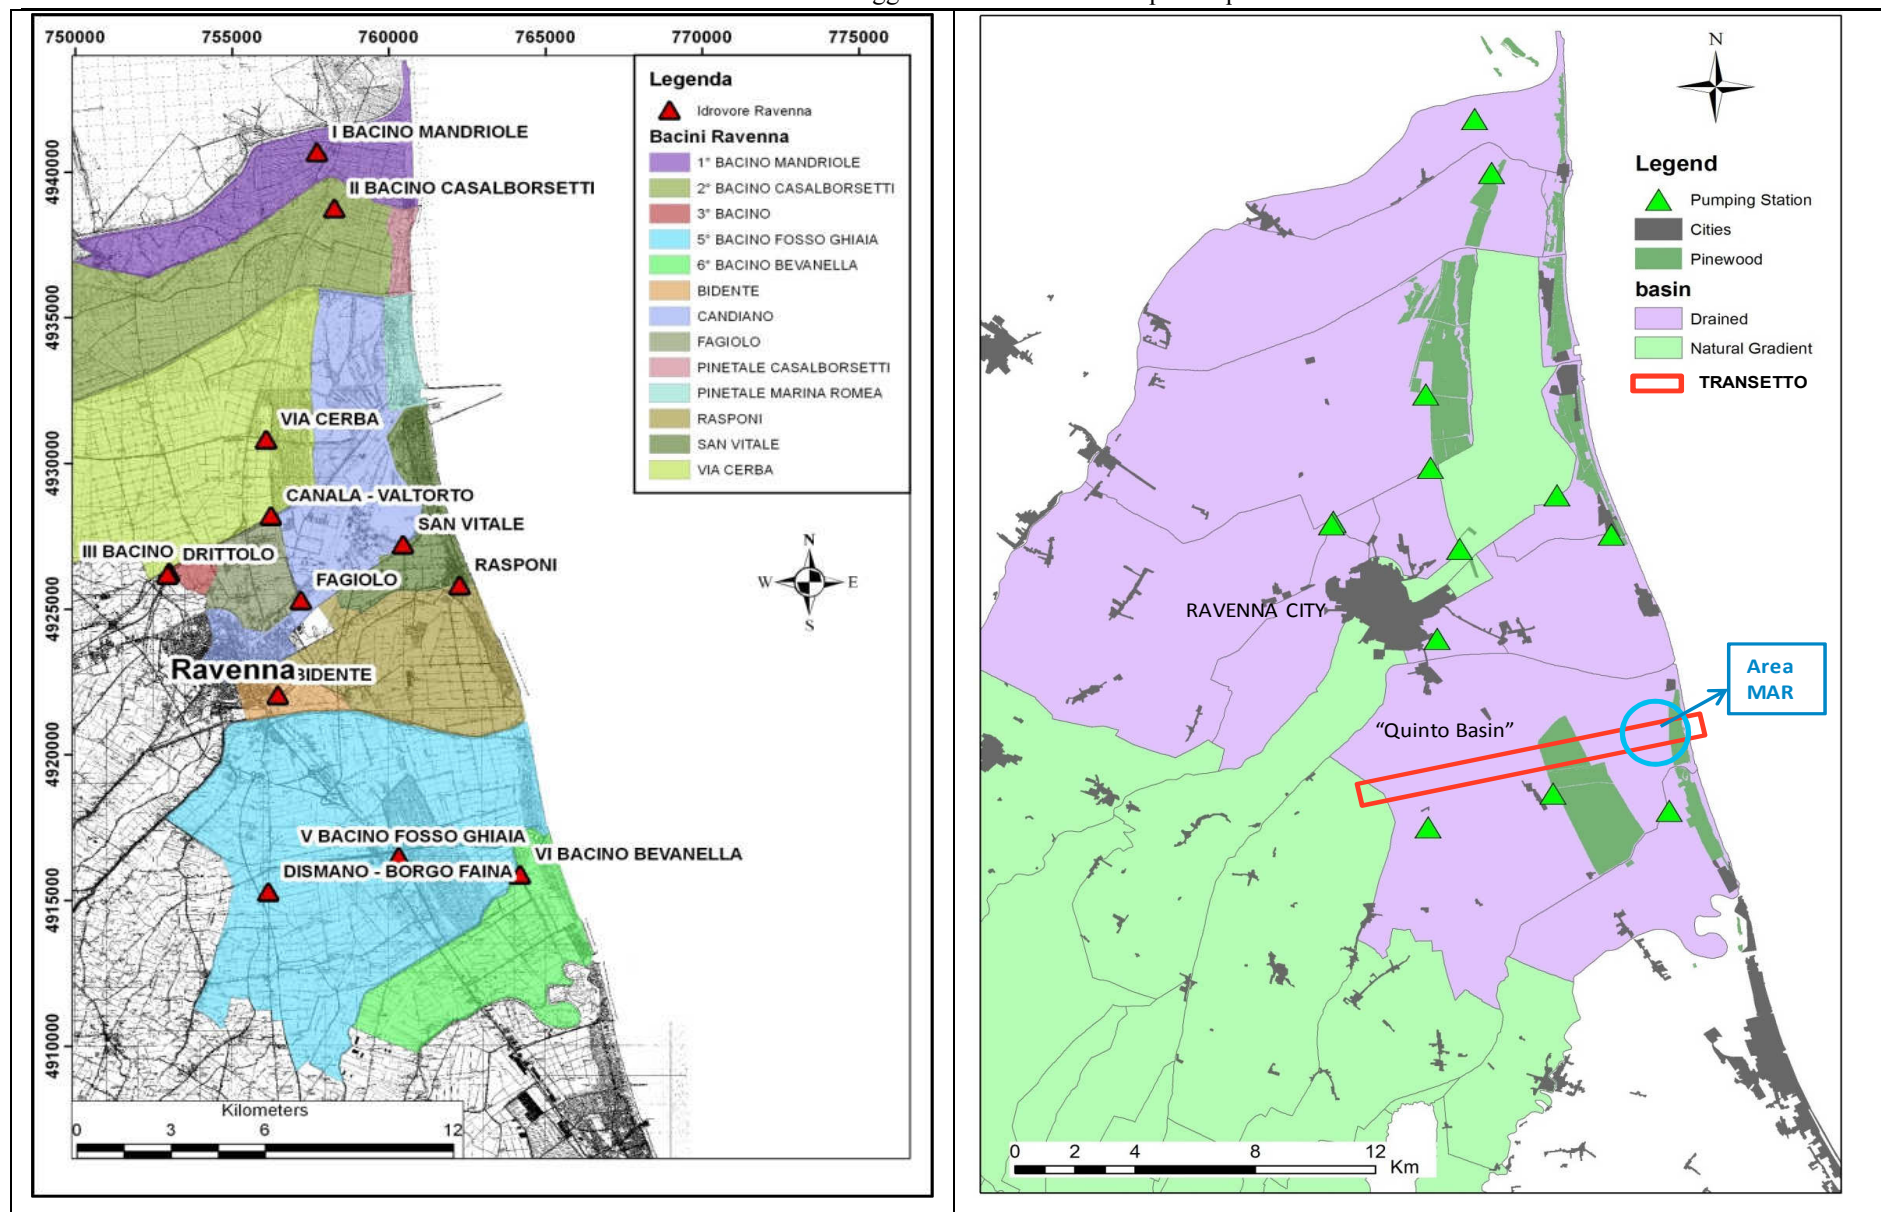 750000 755000 760000 765000 770000 775000
4940000
4935000
4930000
4925000
4920000
4915000
4910000
Legenda
Idrovore Ravenna
Bacini Ravenna
1° BACINO MANDRIOLE
2° BACINO CASALBORSETTI
3° BACINO
5° BACINO FOSSO GHIAIA
6° BACINO BEVANELLA
BIDENTE
CANDIANO
FAGIOLO
PINETALE CASALBORSETTI
PINETALE MARINA ROMEA
RASPONI
SAN VITALE
VIA CERBA
I BACINO MANDRIOLE
II BACINO CASALBORSETTI
VIA CERBA
CANALA - VALTORTO
SAN VITALE
III BACINO
DRITTOLO
RASPONI
FAGIOLO
Ravenna
BIDENTE
V BACINO FOSSO GHIAIA
VI BACINO BEVANELLA
DISMANO - BORGO FAINA
N
W E
S
Kilometers
0 3 6 12
N
Legend
Pumping Station
Cities
Pinewood
basin
Drained
Natural Gradient
TRANSETTO
RAVENNA CITY
Area
MAR
“Quinto Basin”
0 2 4 8 12
Km